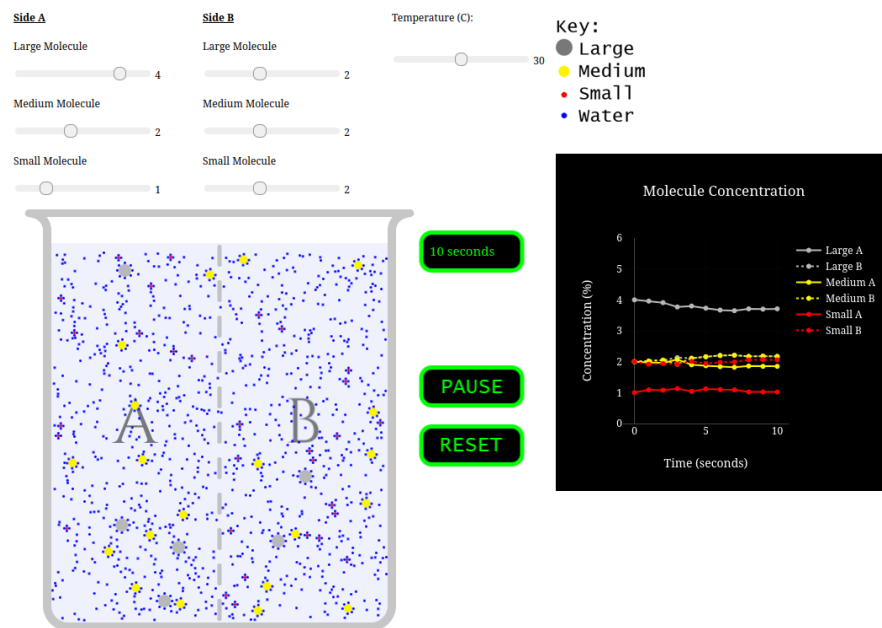 Side A
Side B
Temperature (C):
Large Molecule
Large Molecule
4
2
30
Medium Molecule
Medium Molecule
2
2
Small Molecule
Small Molecule
1
2
Key:
Large
Medium
Small
Water
10 seconds
PAUSE
RESET
A
B
Molecule Concentration
Concentration (%)
6
5
4
3
2
1
0
0
5
10
Time (seconds)
Large A
Large B
Medium A
Medium B
Small A
Small B